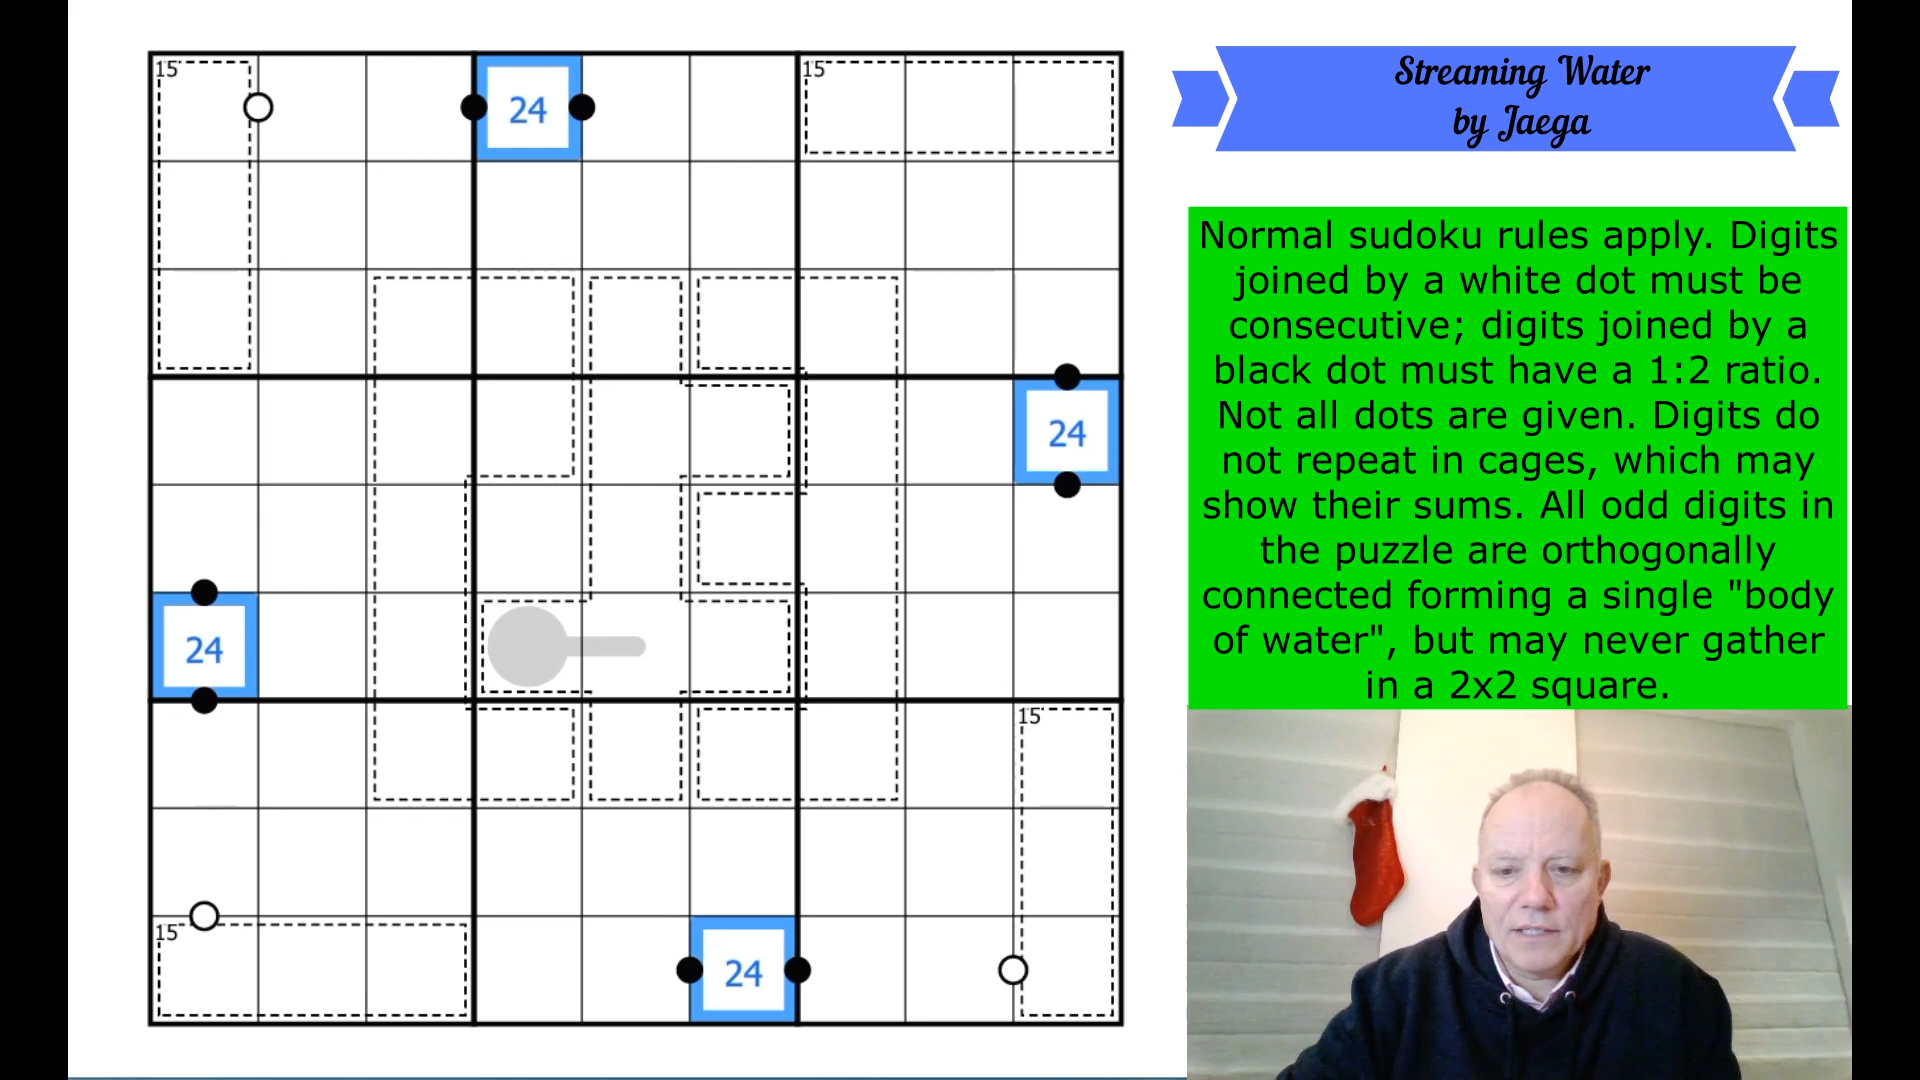 Streaming Water
by Jaega
15
24
15
Normal sudoku rules apply. Digits
joined by a white dot must be
consecutive; digits joined by a
black dot must have a 1:2 ratio.
Not all dots are given. Digits do
not repeat in cages, which may
show their sums. All odd digits in
the puzzle are orthogonally
connected forming a single "body
of water", but may never gather
in a 2x2 square.
24
24
15
15
24